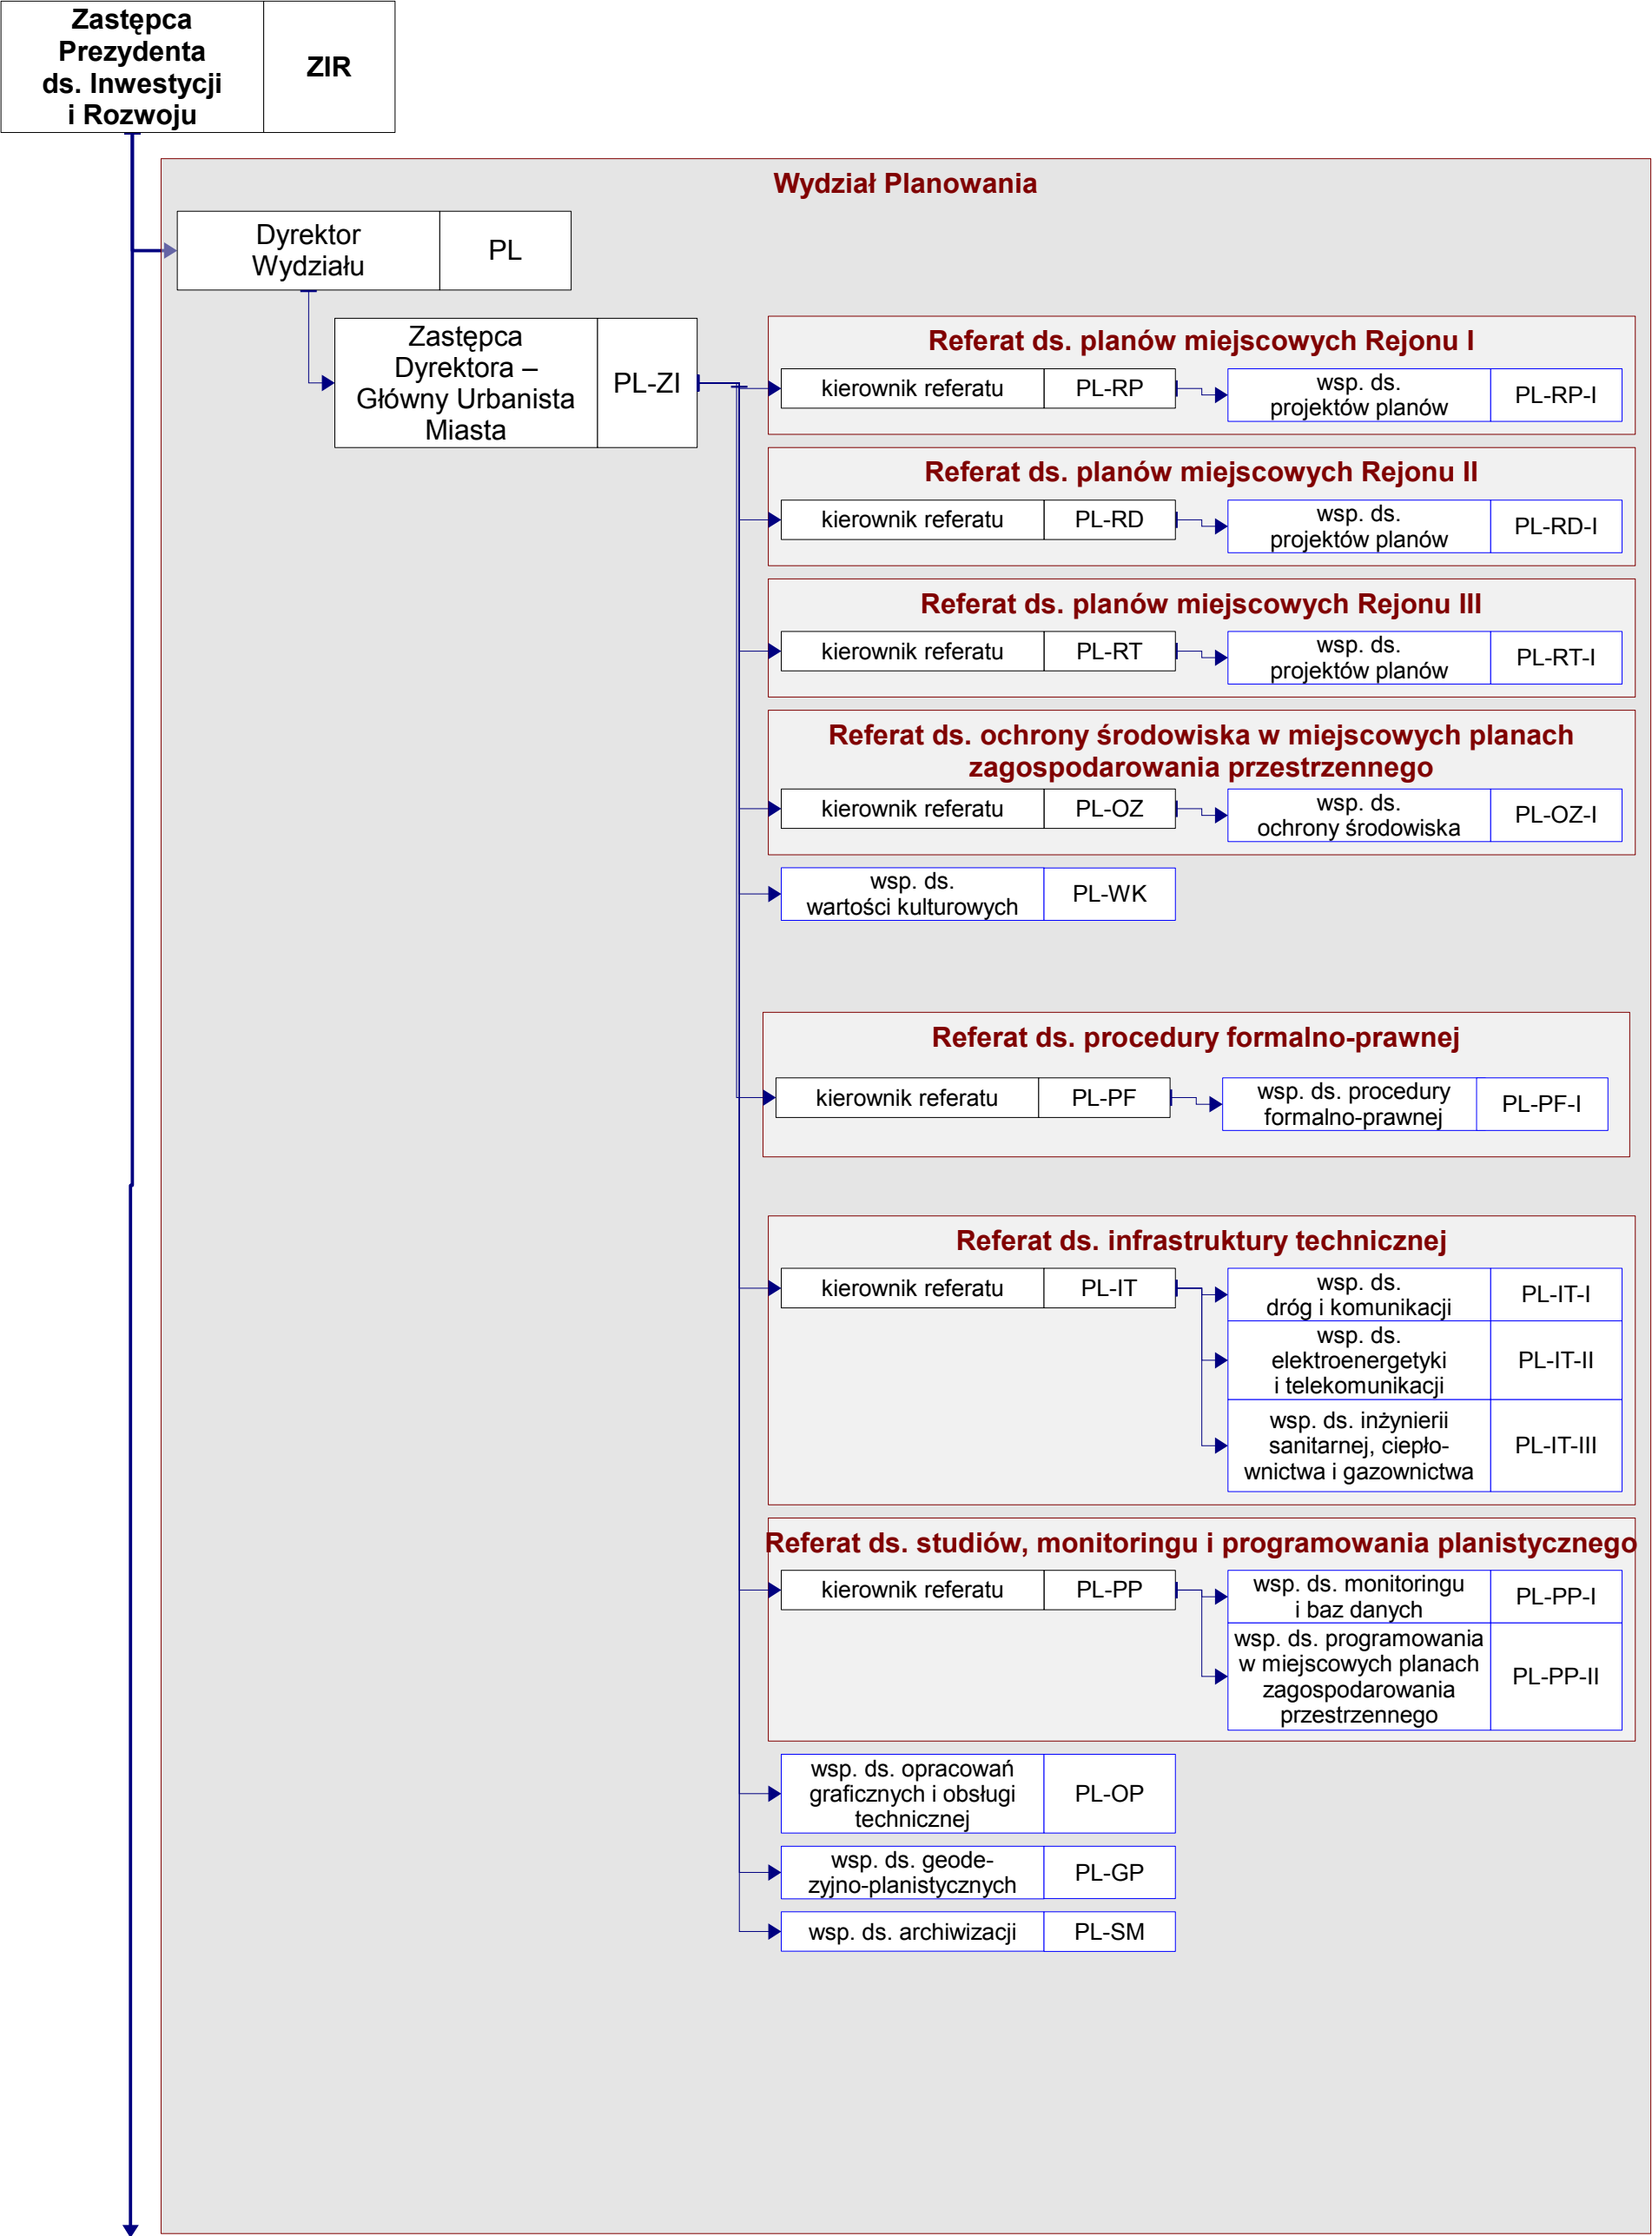 Zastępca
Prezydenta
ds. Inwestycji
i Rozwoju
ZIR
Wydział Planowania
Dyrektor
Wydziału
PL
Zastępca
Dyrektora –
Główny Urbanista
Miasta
PL-ZI
Referat ds. planów miejscowych Rejonu I
kierownik referatu
PL-RP
wsp. ds.
projektów planów
PL-RP-I
Referat ds. planów miejscowych Rejonu II
kierownik referatu
PL-RD
wsp. ds.
projektów planów
PL-RD-I
Referat ds. planów miejscowych Rejonu III
kierownik referatu
PL-RT
wsp. ds.
projektów planów
PL-RT-I
Referat ds. ochrony środowiska w miejscowych planach
zagospodarowania przestrzennego
kierownik referatu
PL-OZ
wsp. ds.
ochrony środowiska
PL-OZ-I
wsp. ds.
wartości kulturowych
PL-WK
Referat ds. procedury formalno-prawnej
kierownik referatu
PL-PF
wsp. ds. procedury
formalno-prawnej
PL-PF-I
Referat ds. infrastruktury technicznej
kierownik referatu
PL-IT
wsp. ds.
dróg i komunikacji
PL-IT-I
wsp. ds.
elektroenergetyki
i telekomunikacji
PL-IT-II
wsp. ds. inżynierii
sanitarnej, ciepło-
wnictwa i gazownictwa
PL-IT-III
Referat ds. studiów, monitoringu i programowania planistycznego
kierownik referatu
PL-PP
wsp. ds. monitoringu
i baz danych
PL-PP-I
wsp. ds. programowania
w miejscowych planach
zagospodarowania
przestrzennego
PL-PP-II
wsp. ds. opracowań
graficznych i obsługi
technicznej
PL-OP
wsp. ds. geode-
zyjno-planistycznych
PL-GP
wsp. ds. archiwizacji
PL-SM